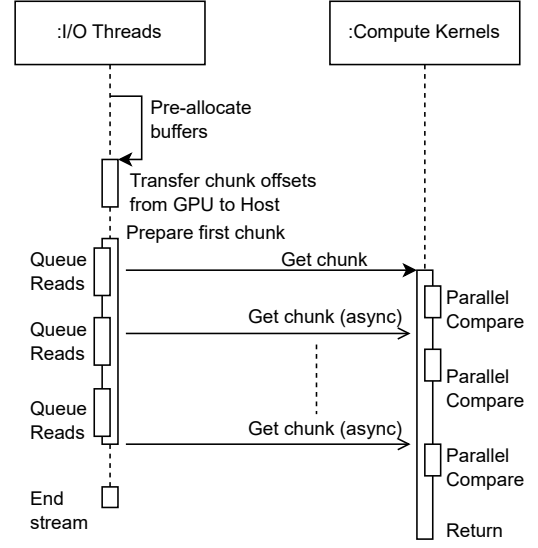 :I/O Threads
:Compute Kernels
Pre-allocate
buffers
Transfer chunk offsets
from GPU to Host
Prepare first chunk
Queue
Reads
Get chunk
Parallel
Compare
Queue
Reads
Get chunk (async)
Parallel
Compare
Queue
Reads
Get chunk (async)
Parallel
Compare
End
stream
Return